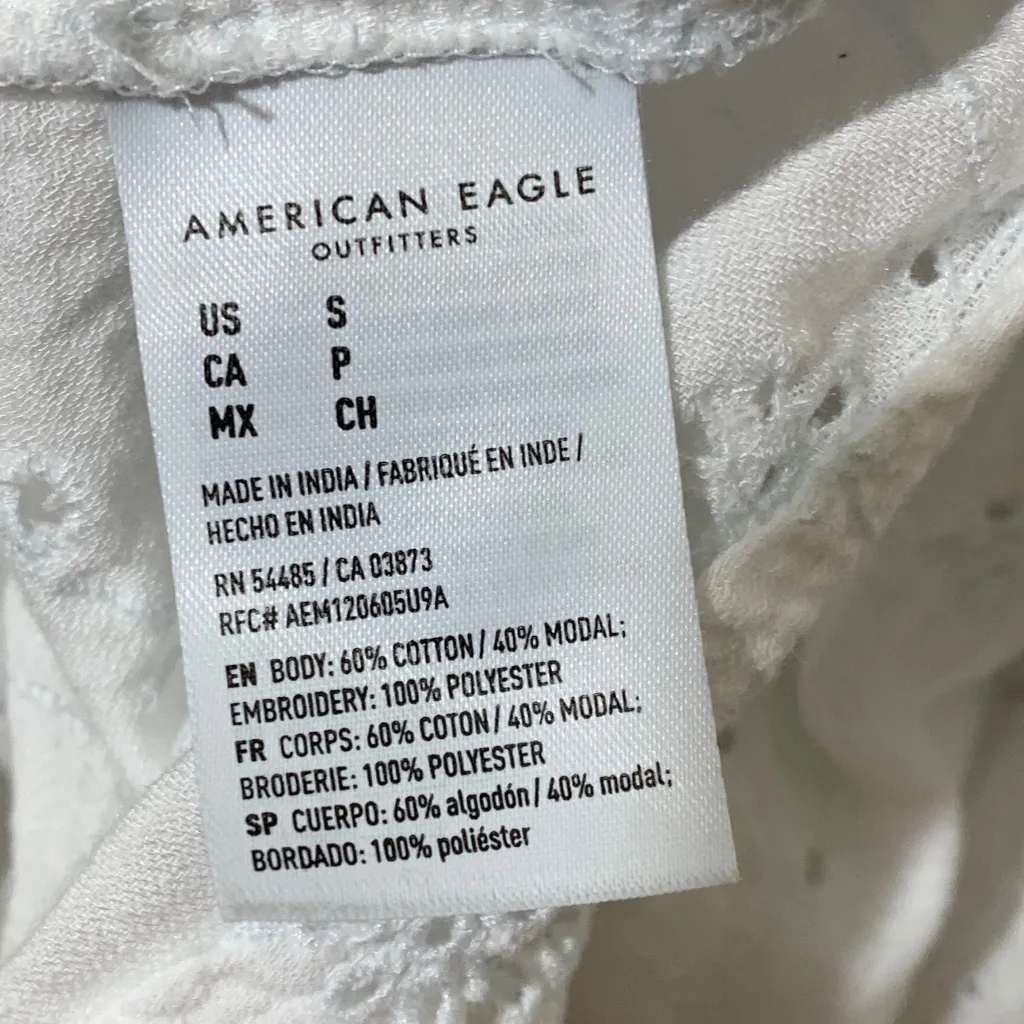 AMERICAN EAGLE
OUTFITTERS
US S
CA P
MX CH
MADE IN INDIA / FABRIQUÉ EN INDE /
HECHO EN INDIA
RN 54485 / CA 03873
RFC# AEM120605U9A
EN BODY: 60% COTTON / 40% MODAL;
EMBROIDERY: 100% POLYESTER
FR CORPS: 60% COTON / 40% MODAL;
BRODERIE: 100% POLYESTER
SP CUERPO: 60% algodón / 40% modal;
BORDADO: 100% poliéster